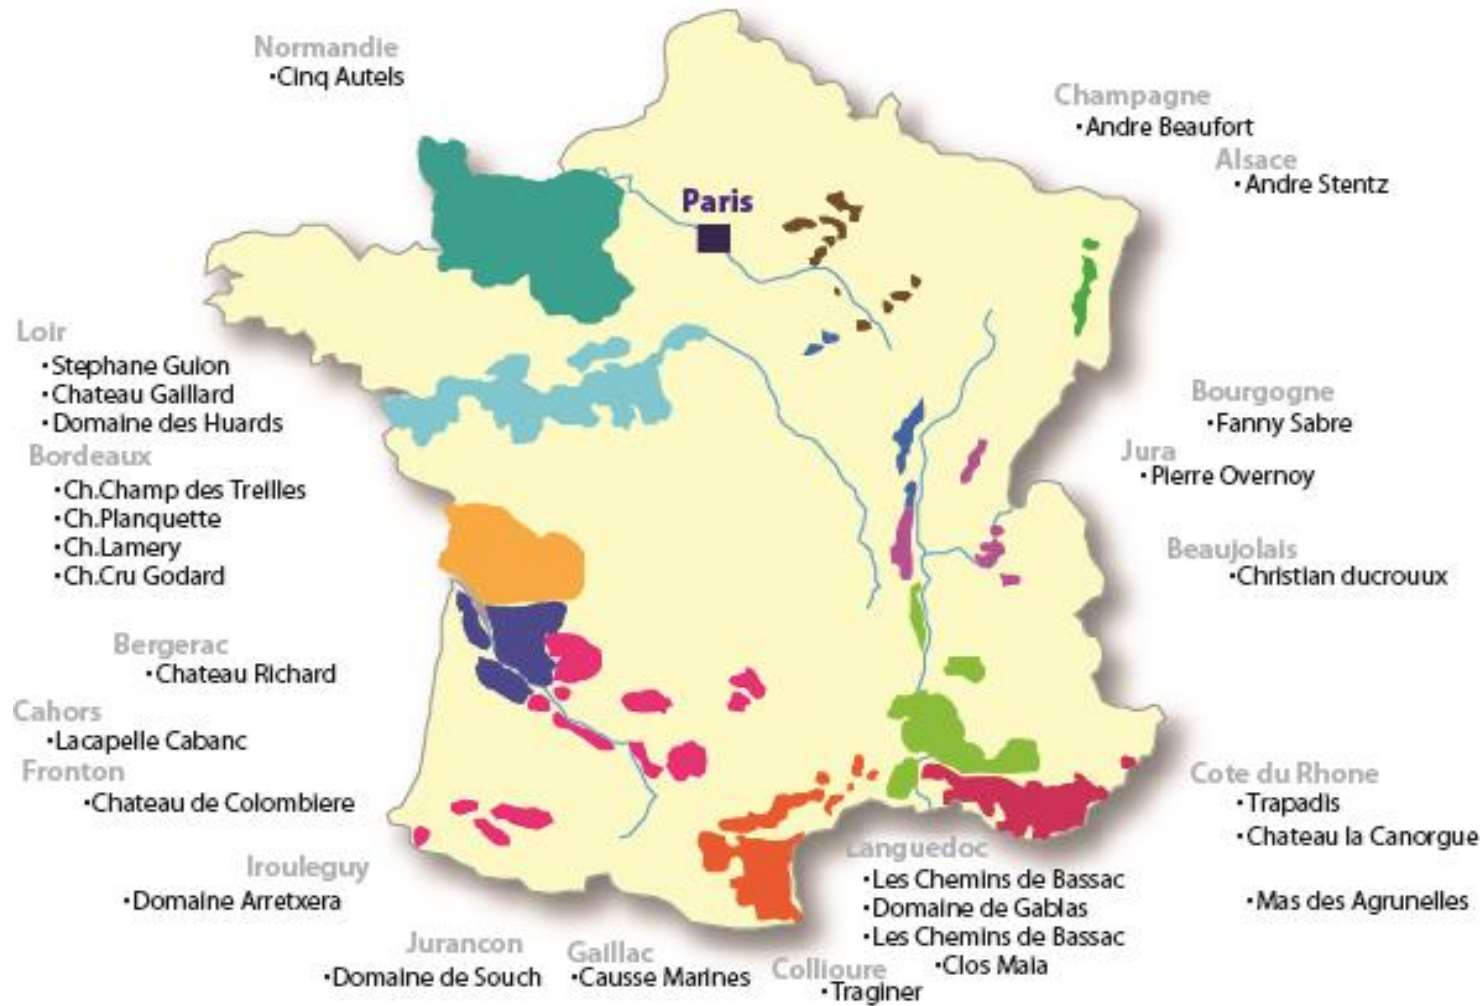 Normandie
•Cinq Autels
Champagne
•Andre Beaufort
Alsace
•Andre Stentz
Paris
Loir
•Stephane Guion
•Chateau Gaillard
•Domaine des Huards
Bordeaux
•Ch.Champ des Treilles
•Ch.Planquette
•Ch.Lamery
•Ch.Cru Godard
Bergerac
•Chateau Richard
Cahors
•Lacapelle Cabanc
Fronton
•Chateau de Colombiere
Irouleguy
•Domaine Arretxera
Jurancon
•Domaine de Souch
Gaillac
•Causse Marines
Collioure
•Traginer
Languedoc
•Les Chemins de Bassac
•Domaine de Gablas
•Les Chemins de Bassac
•Clos Maia
Bourgogne
•Fanny Sabre
Jura
•Pierre Overnoy
Beaujolais
•Christian ducrouux
Cote du Rhone
•Trapadis
•Chateau la Canorgue
•Mas des Agrunelles